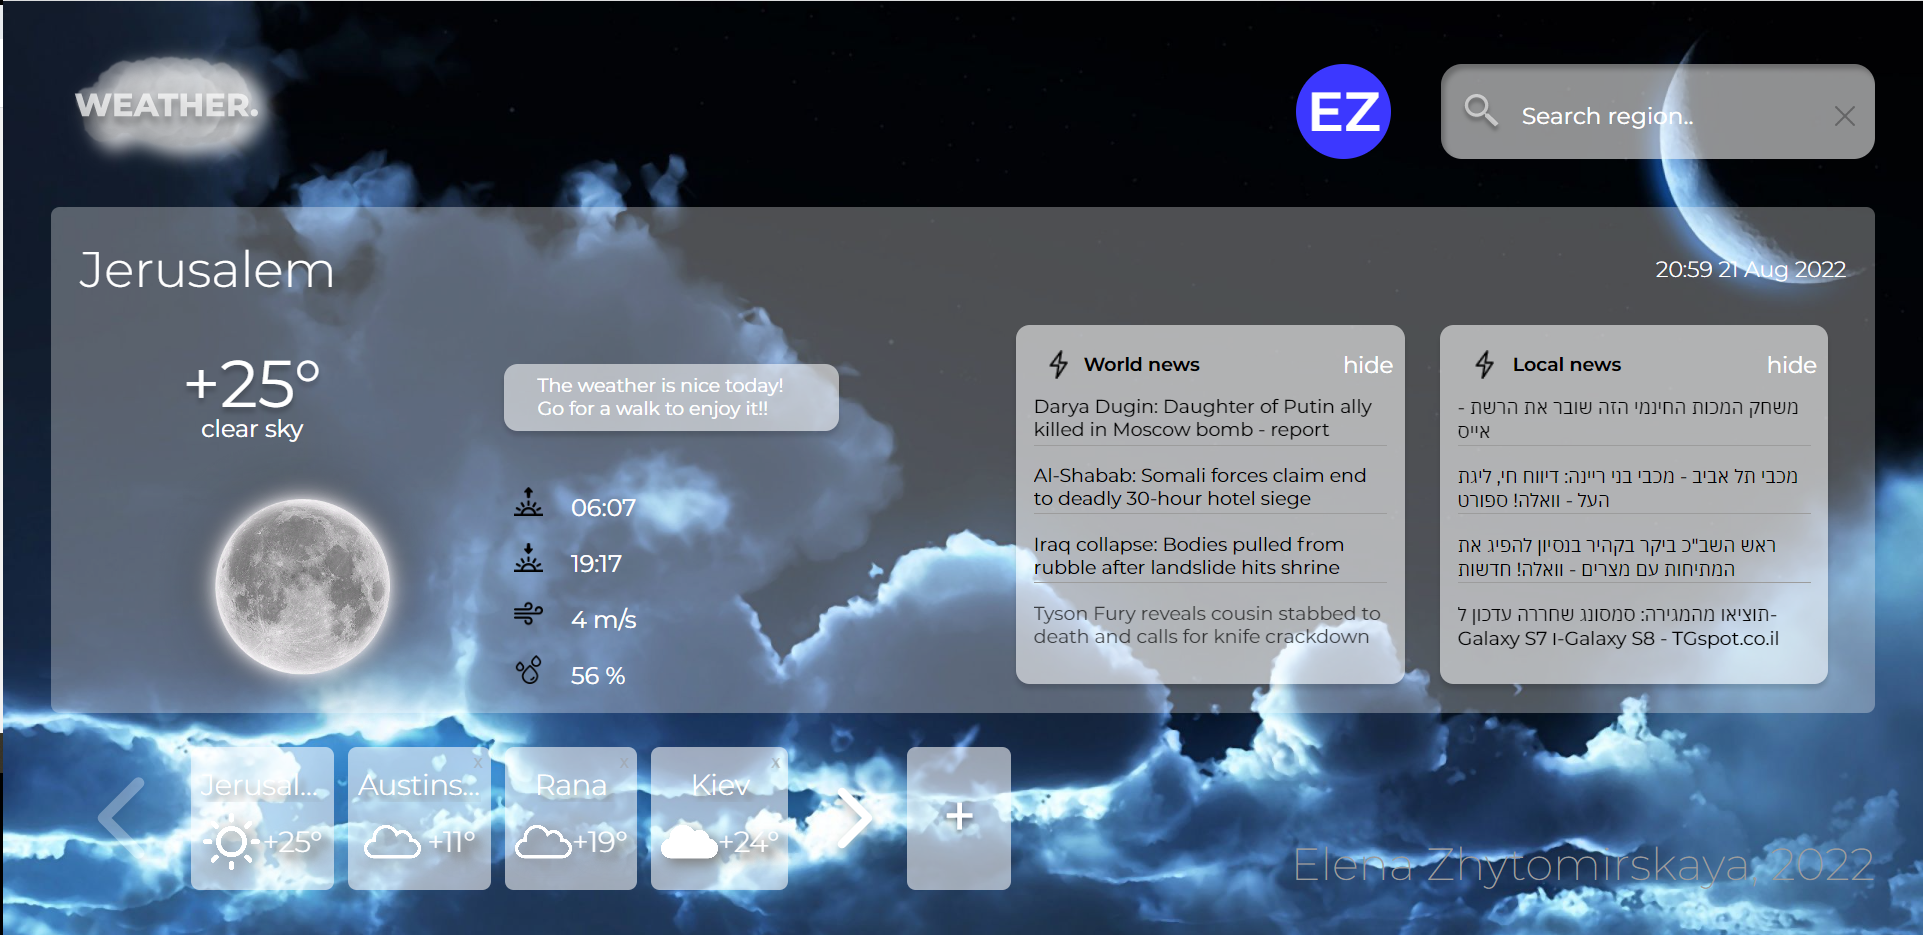 WEATHER.
EZ
Search region..
Jerusalem
20:59 21 Aug 2022
+25°
clear sky
The weather is nice today!
Go for a walk to enjoy it!!
06:07
19:17
4 m/s
56 %
World news
hide
Darya Dugin: Daughter of Putin ally
killed in Moscow bomb - report
Al-Shabab: Somali forces claim end
to deadly 30-hour hotel siege
Iraq collapse: Bodies pulled from
rubble after landslide hits shrine
Tyson Fury reveals cousin stabbed to
death and calls for knife crackdown
Local news
hide
משחק המכות החינמי הזה שובר את הרשת -
אייס
מכבי תל אביב - מכבי בני ריינה: דיווח חי, ליגת
העל - וואלה! ספורט
ראש השב"כ ביקר בקהיר בנסיון להפיג את
המתיחות עם מצרים - וואלה! חדשות
תוציאו מהמגירה: סמסונג שחררה עדכון ל-
Galaxy S7 ו-Galaxy S8 - TGspot.co.il
Jerusal...
+25°
x
Austins...
+11°
x
Rana
+19°
x
Kiev
+24°
+
Elena Zhytomirskaya, 2022